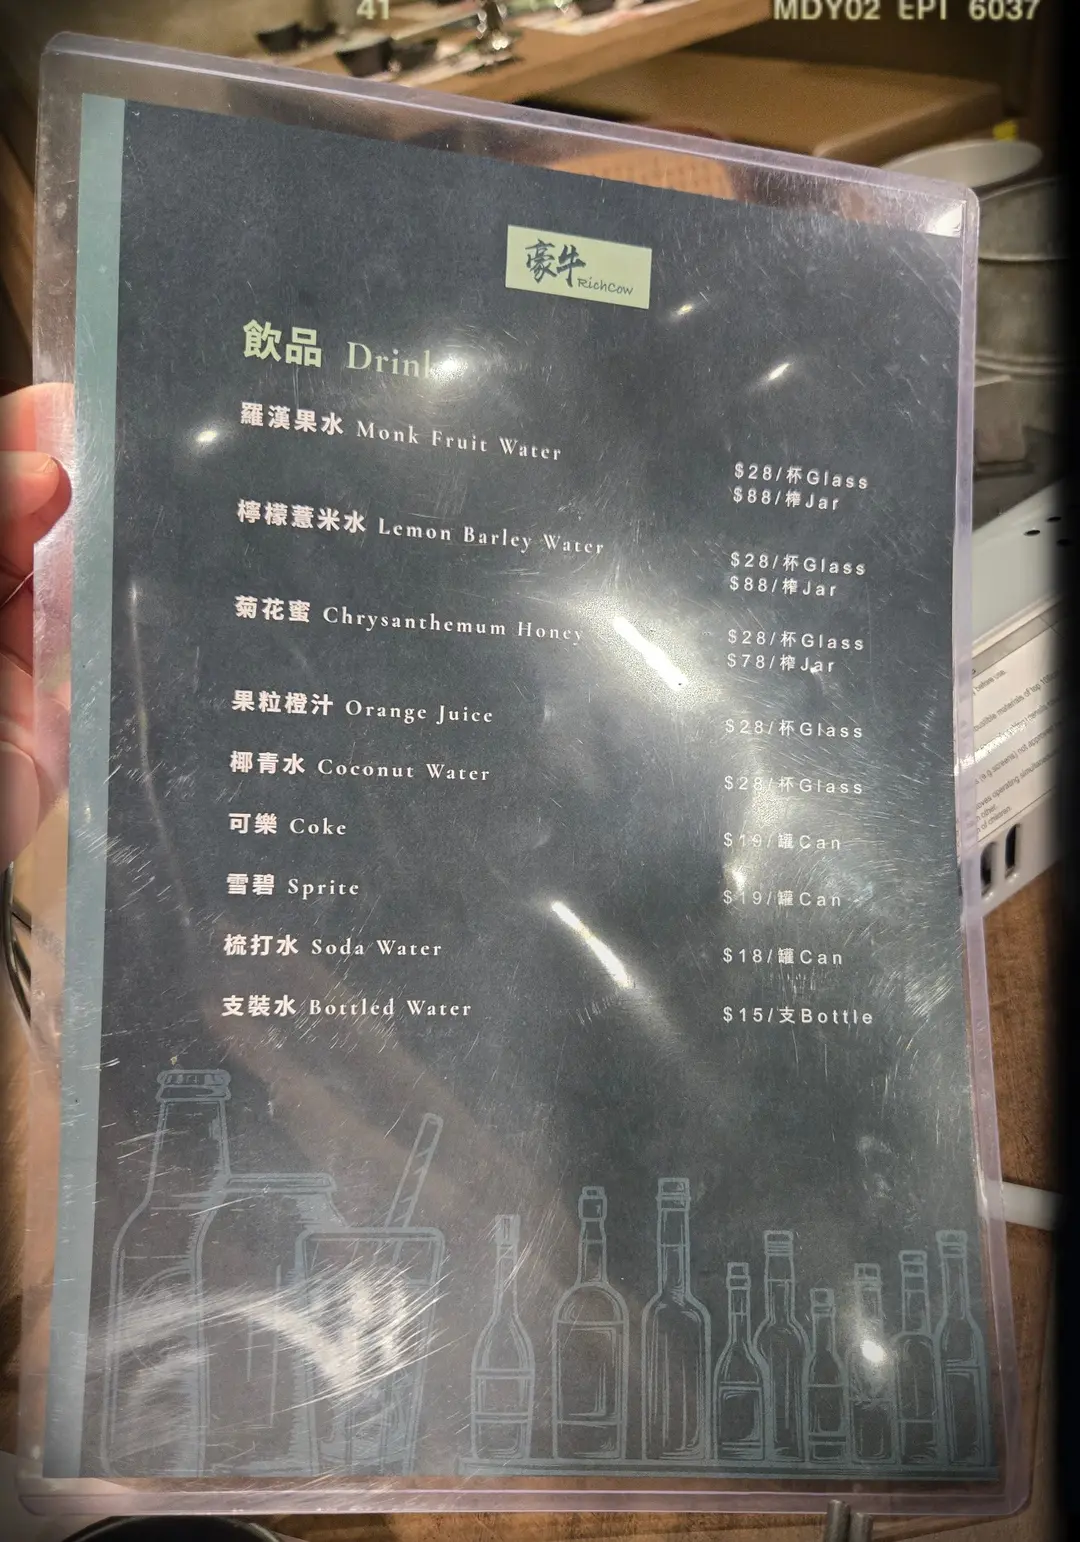 41
MDY02 EPI 6037
豪牛
RichCow
飲品 Drink
羅漢果水 Monk Fruit Water
$28/杯Glass
$88/榨Jar
檸檬薏米水 Lemon Barley Water
$28/杯Glass
$88/榨Jar
菊花蜜 Chrysanthemum Honey
$28/杯Glass
$78/榨Jar
果粒橙汁 Orange Juice
$28/杯Glass
椰青水 Coconut Water
$28/杯Glass
可樂 Coke
$19/罐Can
雪碧 Sprite
$19/罐Can
梳打水 Soda Water
$18/罐Can
支裝水 Bottled Water
$15/支Bottle